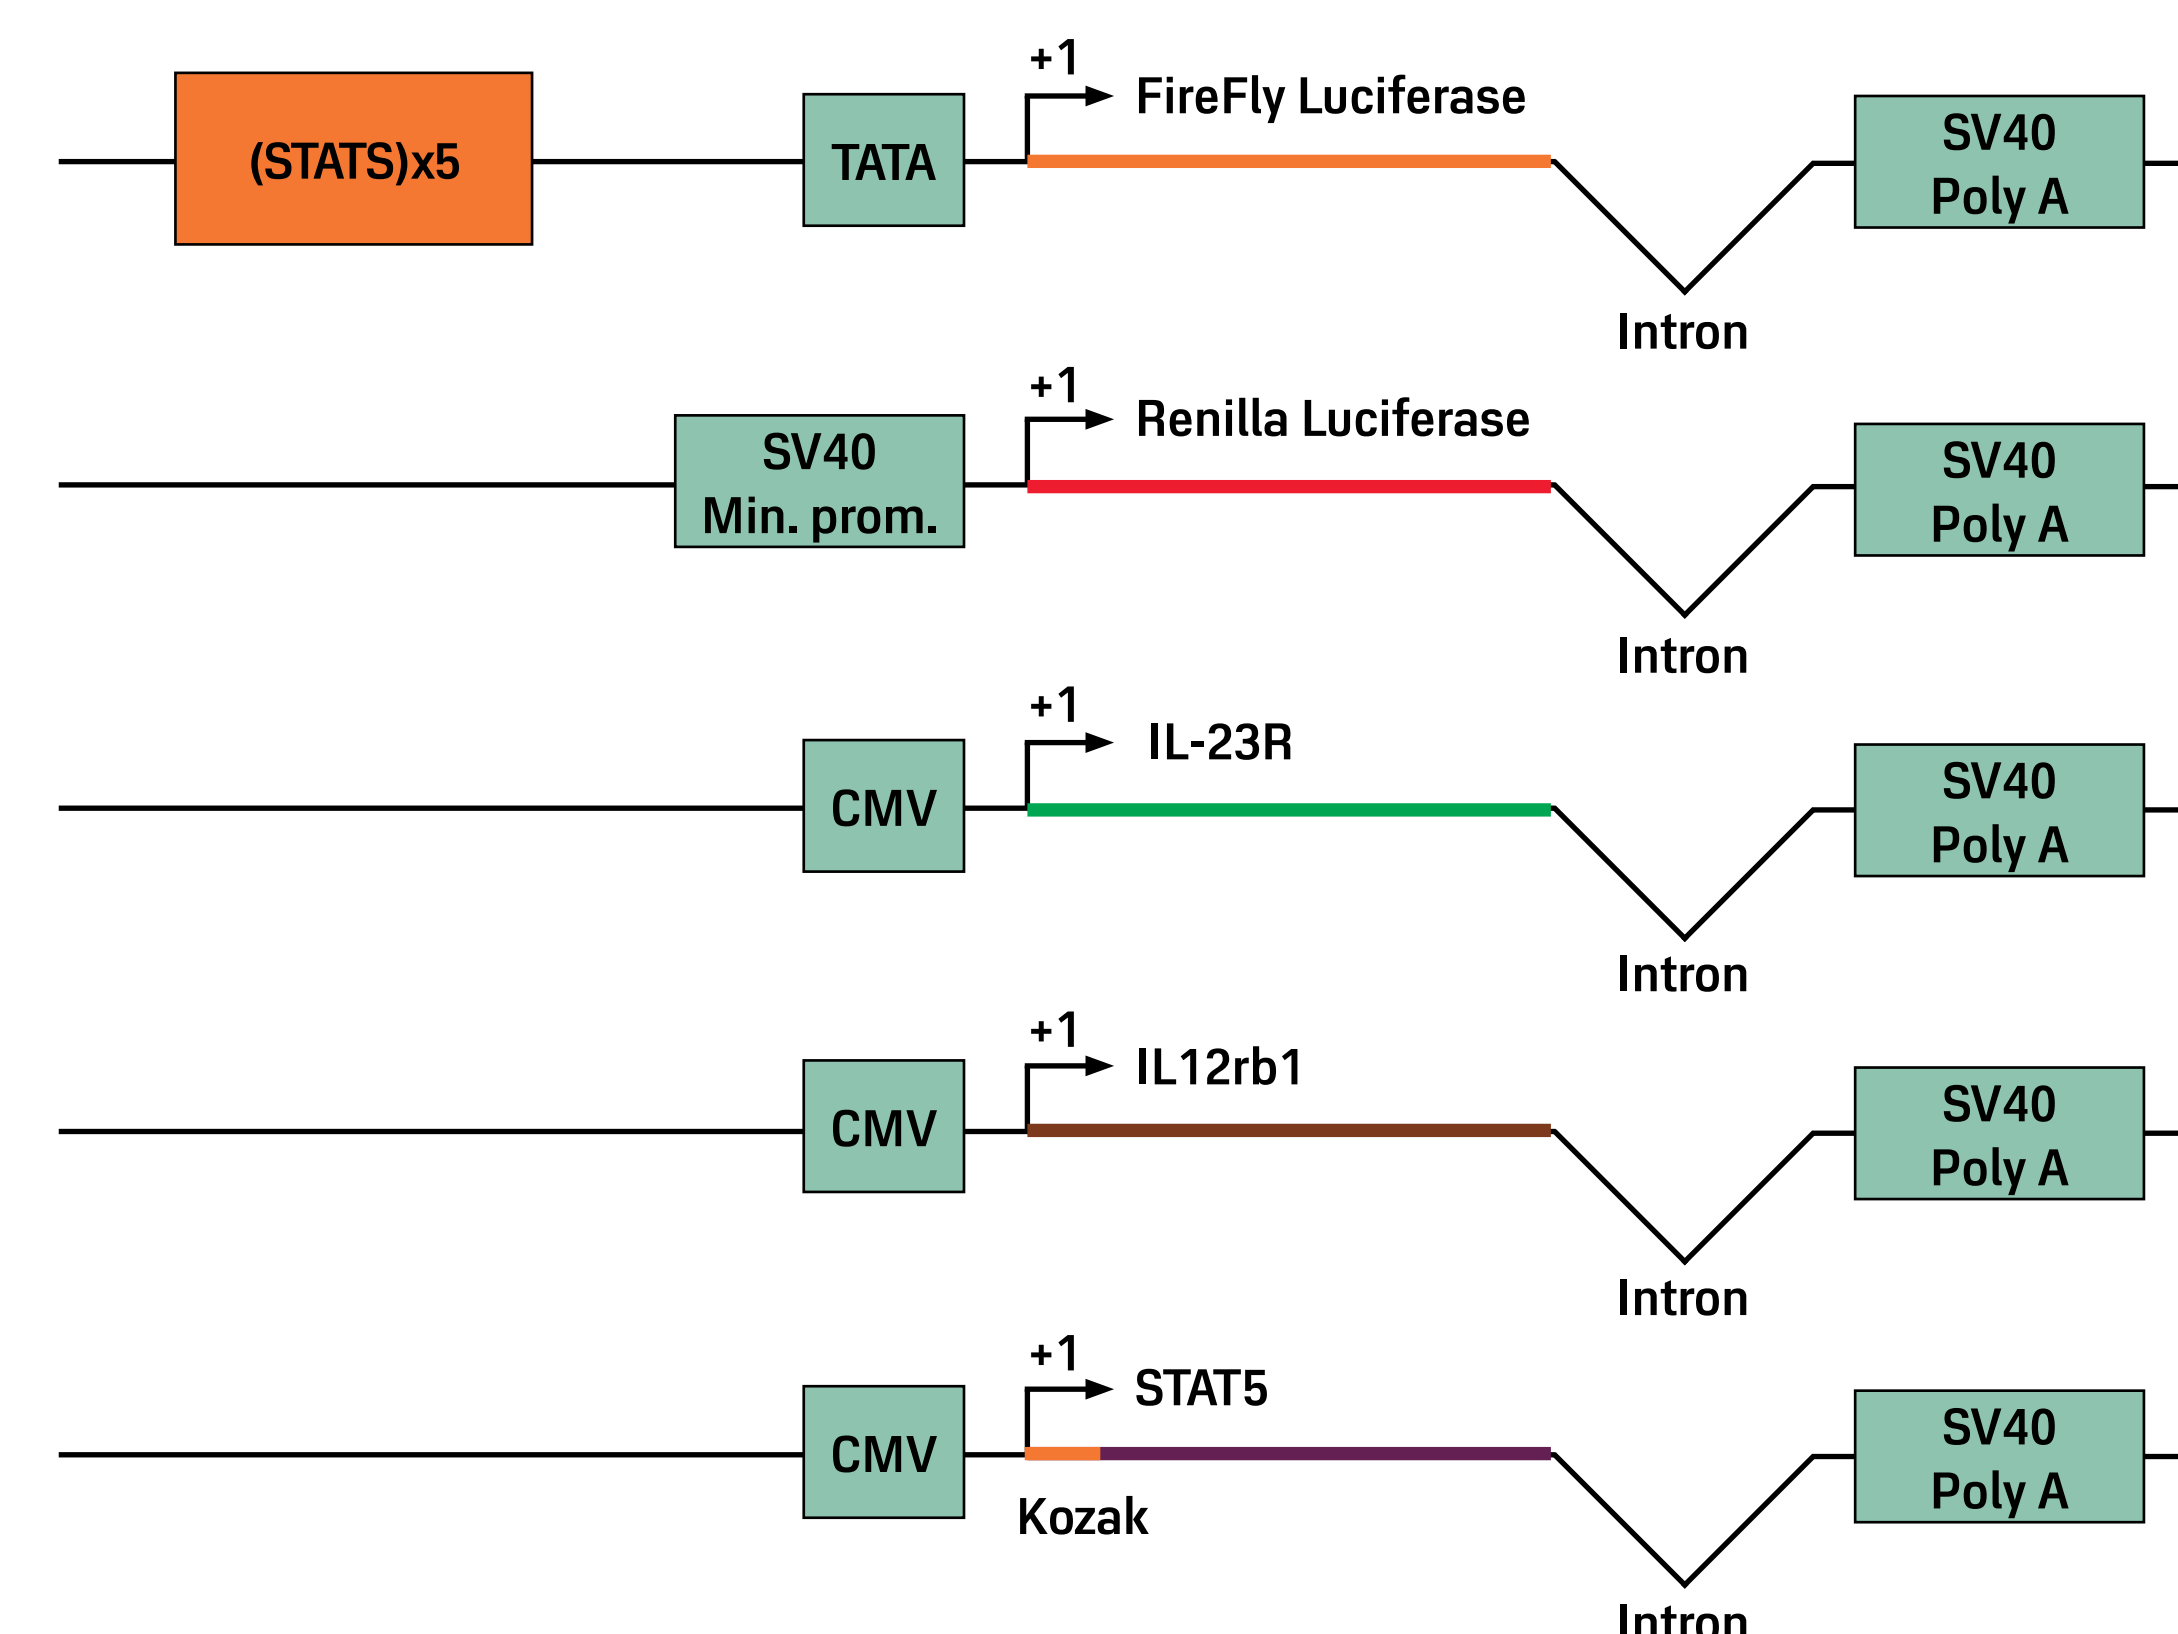 +1
FireFly Luciferase
(STATS)x5
TATA
SV40
Poly A
Intron
+1
Renilla Luciferase
SV40
Min. prom.
SV40
Poly A
Intron
+1
IL-23R
CMV
SV40
Poly A
Intron
+1
IL12rb1
CMV
SV40
Poly A
Intron
+1
STAT5
CMV
SV40
Poly A
Kozak
Intron